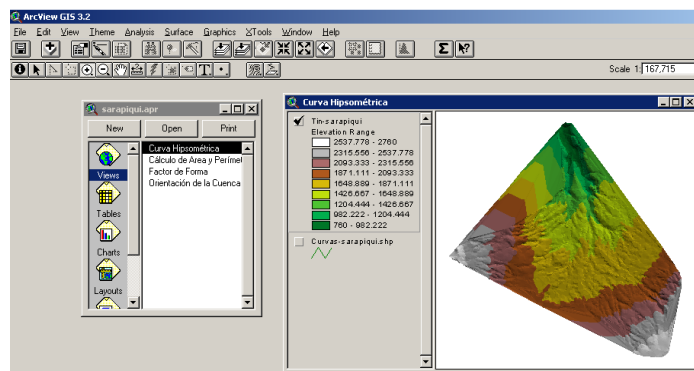 ArcView GIS 3.2
File Edit View Theme Analysis Surface Graphics XTools Window Help
Scale 1: 167,715
sarapiqui.apr
New Open Print
Views
Tables
Charts
Layouts
Curva Hipsométrica
Cálculo de Area y Perímet
Factor de Forma
Orientación de la Cuenca
Curva Hipsométrica
Tin-sarapiqui
Elevation Range
2537.778 - 2760
2315.556 - 2537.778
2093.333 - 2315.556
1871.111 - 2093.333
1648.889 - 1871.111
1426.667 - 1648.889
1204.444 - 1426.667
982.222 - 1204.444
760 - 982.222
Curvas-sarapiqui.shp